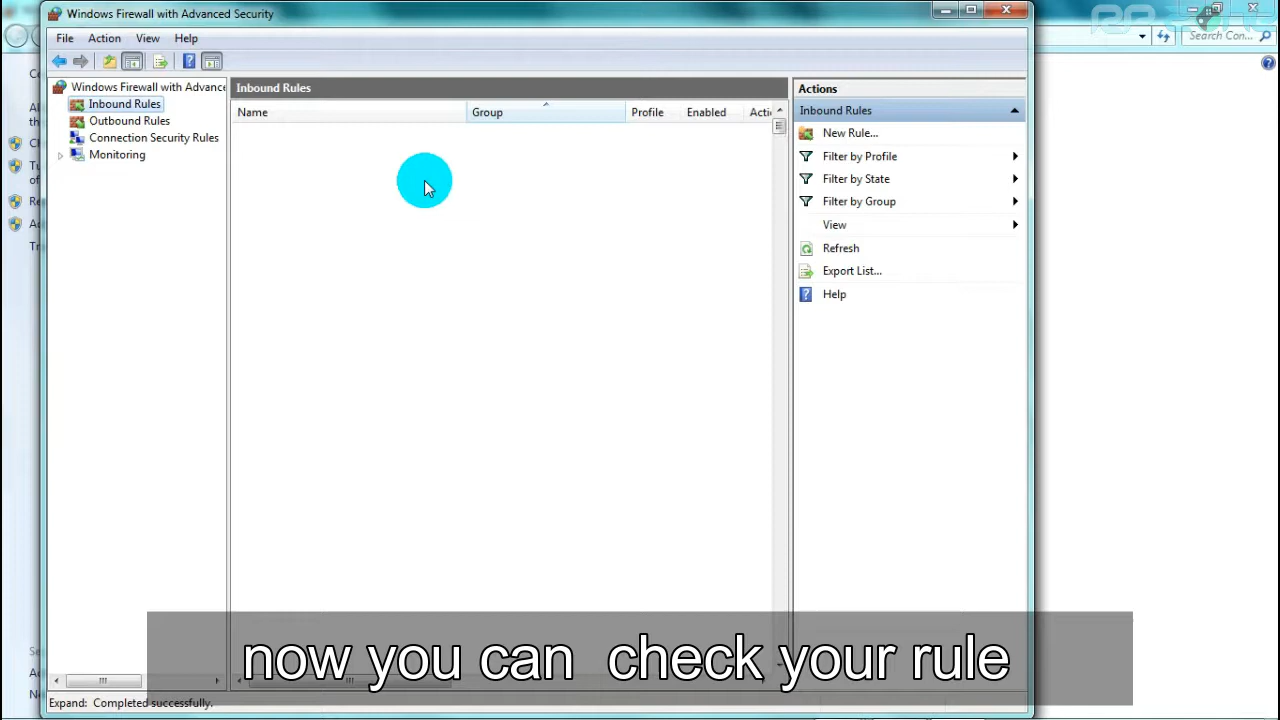 Windows Firewall with Advanced Security
File Action View Help
Search Con...
Windows Firewall with Advance
Inbound Rules
Outbound Rules
Connection Security Rules
Monitoring
Inbound Rules
Name Group Profile Enabled Acti
Actions
Inbound Rules
New Rule...
Filter by Profile
Filter by State
Filter by Group
View
Refresh
Export List...
Help
now you can check your rule
Expand: Completed successfully.